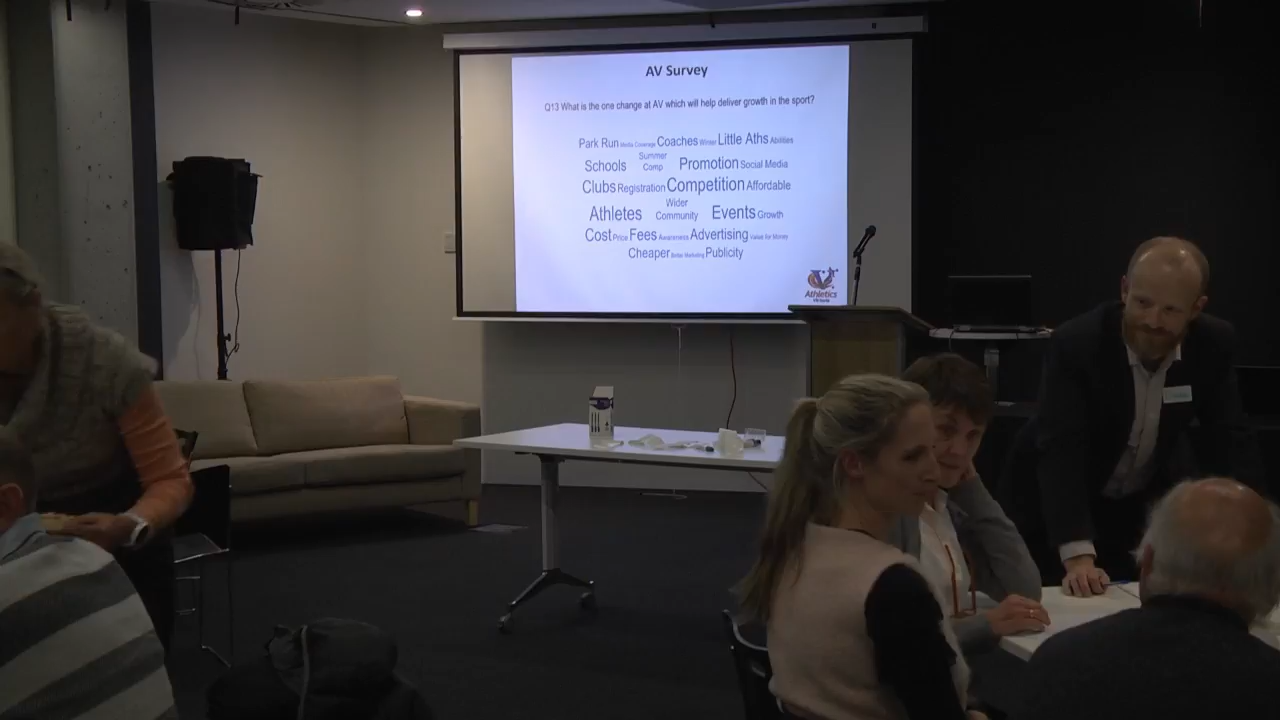 AV Survey
Q13 What is the one change at AV which will help deliver growth in the sport?
Park Run Media Coverage Coaches Winter Little Aths Abilities
Schools Summer Comp Promotion Social Media
Clubs Registration Competition Affordable
Athletes Wider Community Events Growth
Cost Price Fees Awareness Advertising Value for Money
Cheaper Better Marketing Publicity
Athletics